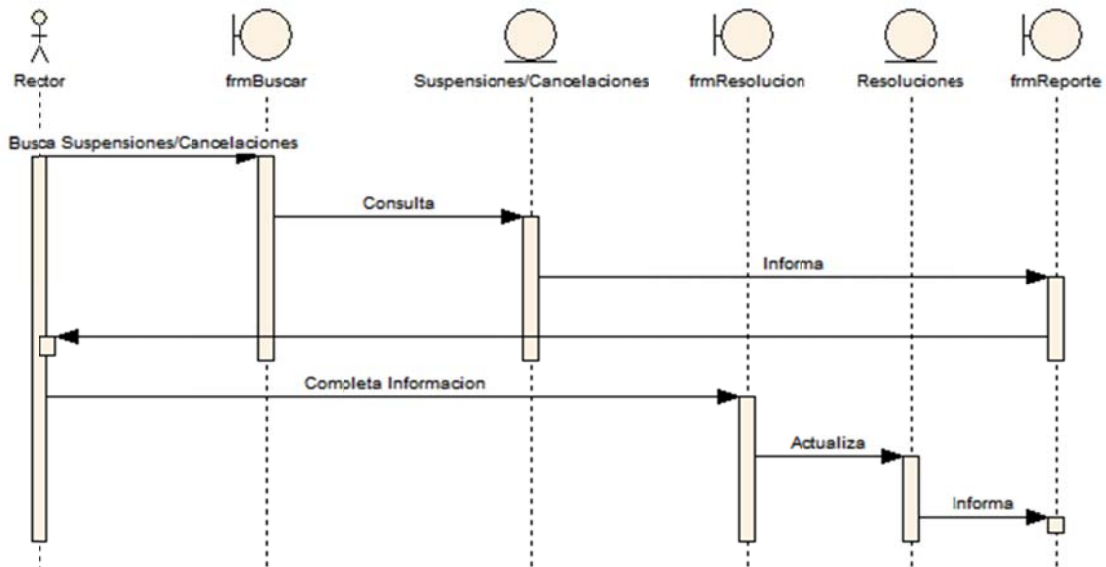 Rector
frmBuscar
Suspensiones/Cancelaciones
frmResolucion
Resoluciones
frmReporte
Busca Suspensiones/Cancelaciones
Consulta
Informa
Completa Informacion
Actualiza
Informa